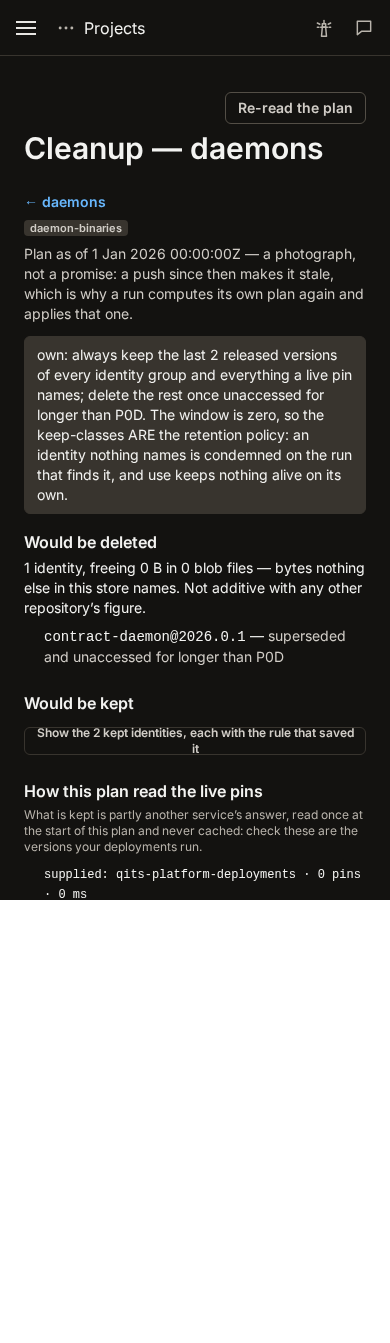 Projects
Re-read the plan
Cleanup — daemons
← daemons
daemon-binaries
Plan as of 1 Jan 2026 00:00:00Z — a photograph,
not a promise: a push since then makes it stale,
which is why a run computes its own plan again and
applies that one.
own: always keep the last 2 released versions
of every identity group and everything a live pin
names; delete the rest once unaccessed for
longer than P0D. The window is zero, so the
keep-classes ARE the retention policy: an
identity nothing names is condemned on the run
that finds it, and use keeps nothing alive on its
own.
Would be deleted
1 identity, freeing 0 B in 0 blob files — bytes nothing
else in this store names. Not additive with any other
repository's figure.
contract-daemon@2026.0.1 — superseded
and unaccessed for longer than P0D
Would be kept
Show the 2 kept identities, each with the rule that saved
it
How this plan read the live pins
What is kept is partly another service's answer, read once at
the start of this plan and never cached: check these are the
versions your deployments run.
supplied: qits-platform-deployments · 0 pins
· 0 ms